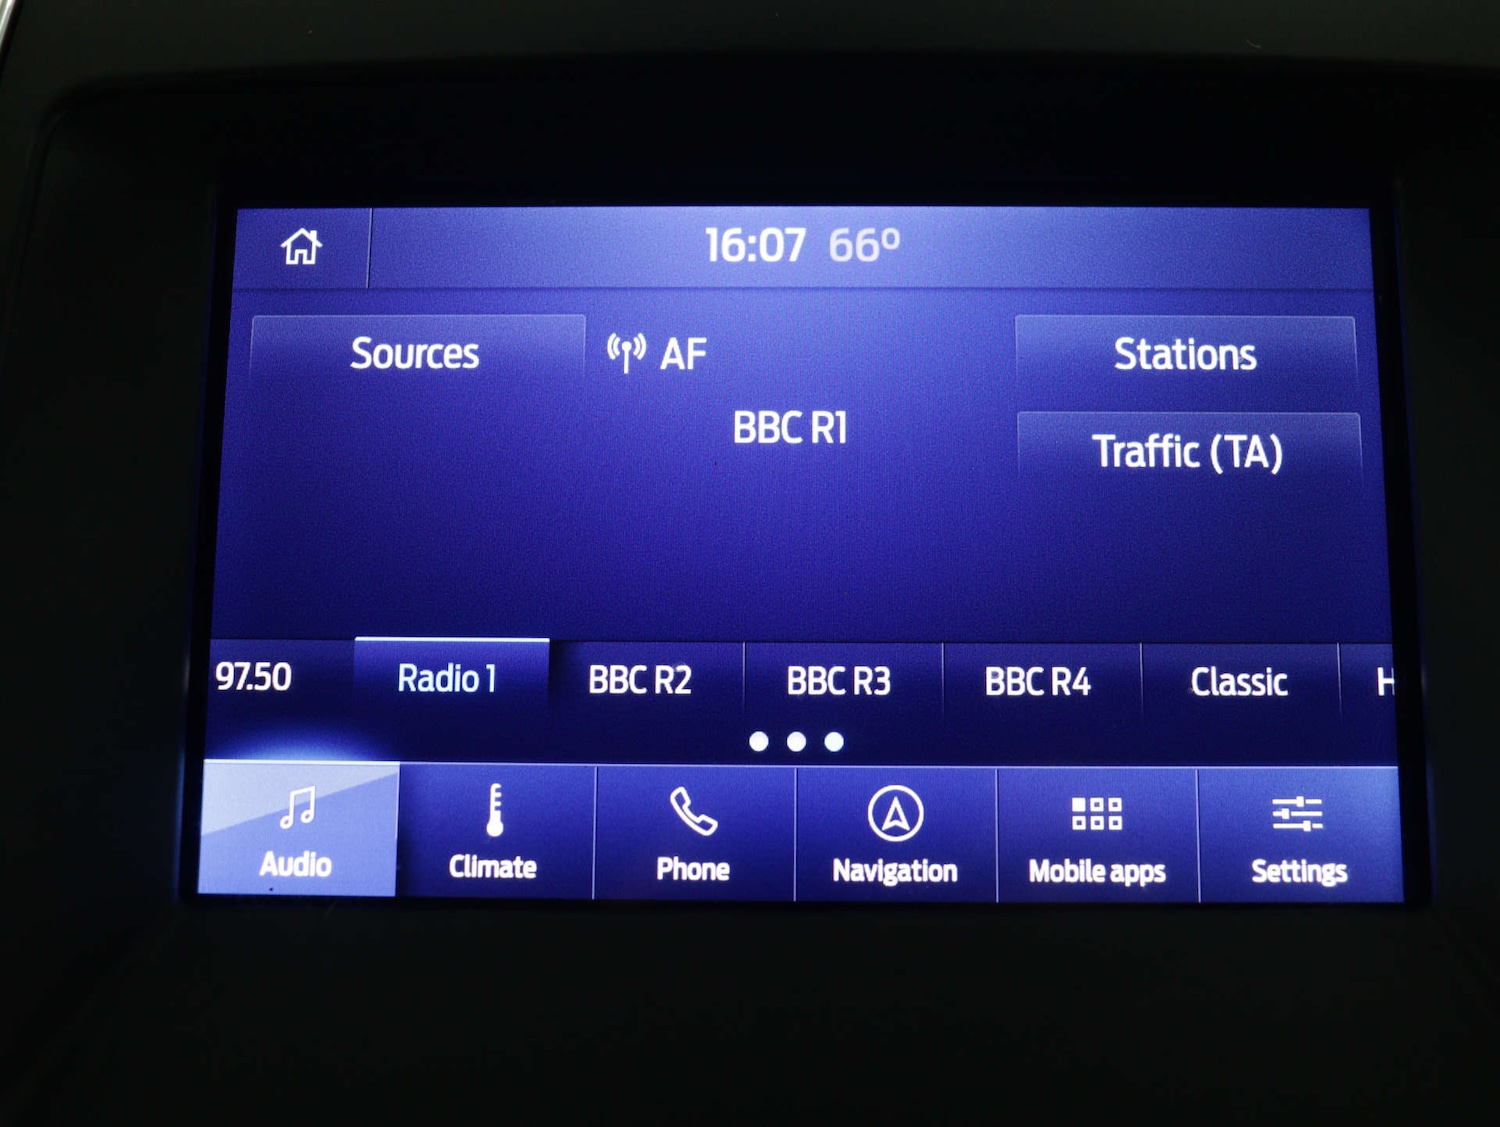 16:07 66º
Sources
AF
Stations
BBC R1
Traffic (TA)
97.50 Radio 1 BBC R2 BBC R3 BBC R4 Classic H
Audio Climate Phone Navigation Mobile apps Settings